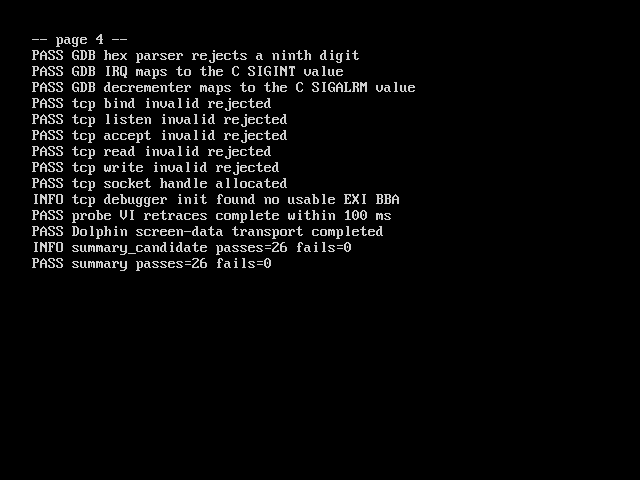 -- page 4 --
PASS GDB hex parser rejects a ninth digit
PASS GDB IRQ maps to the C SIGINT value
PASS GDB decrementer maps to the C SIGALRM value
PASS tcp bind invalid rejected
PASS tcp listen invalid rejected
PASS tcp accept invalid rejected
PASS tcp read invalid rejected
PASS tcp write invalid rejected
PASS tcp socket handle allocated
INFO tcp debugger init found no usable EXI BBA
PASS probe VI retraces complete within 100 ms
PASS Dolphin screen-data transport completed
INFO summary_candidate passes=26 fails=0
PASS summary passes=26 fails=0